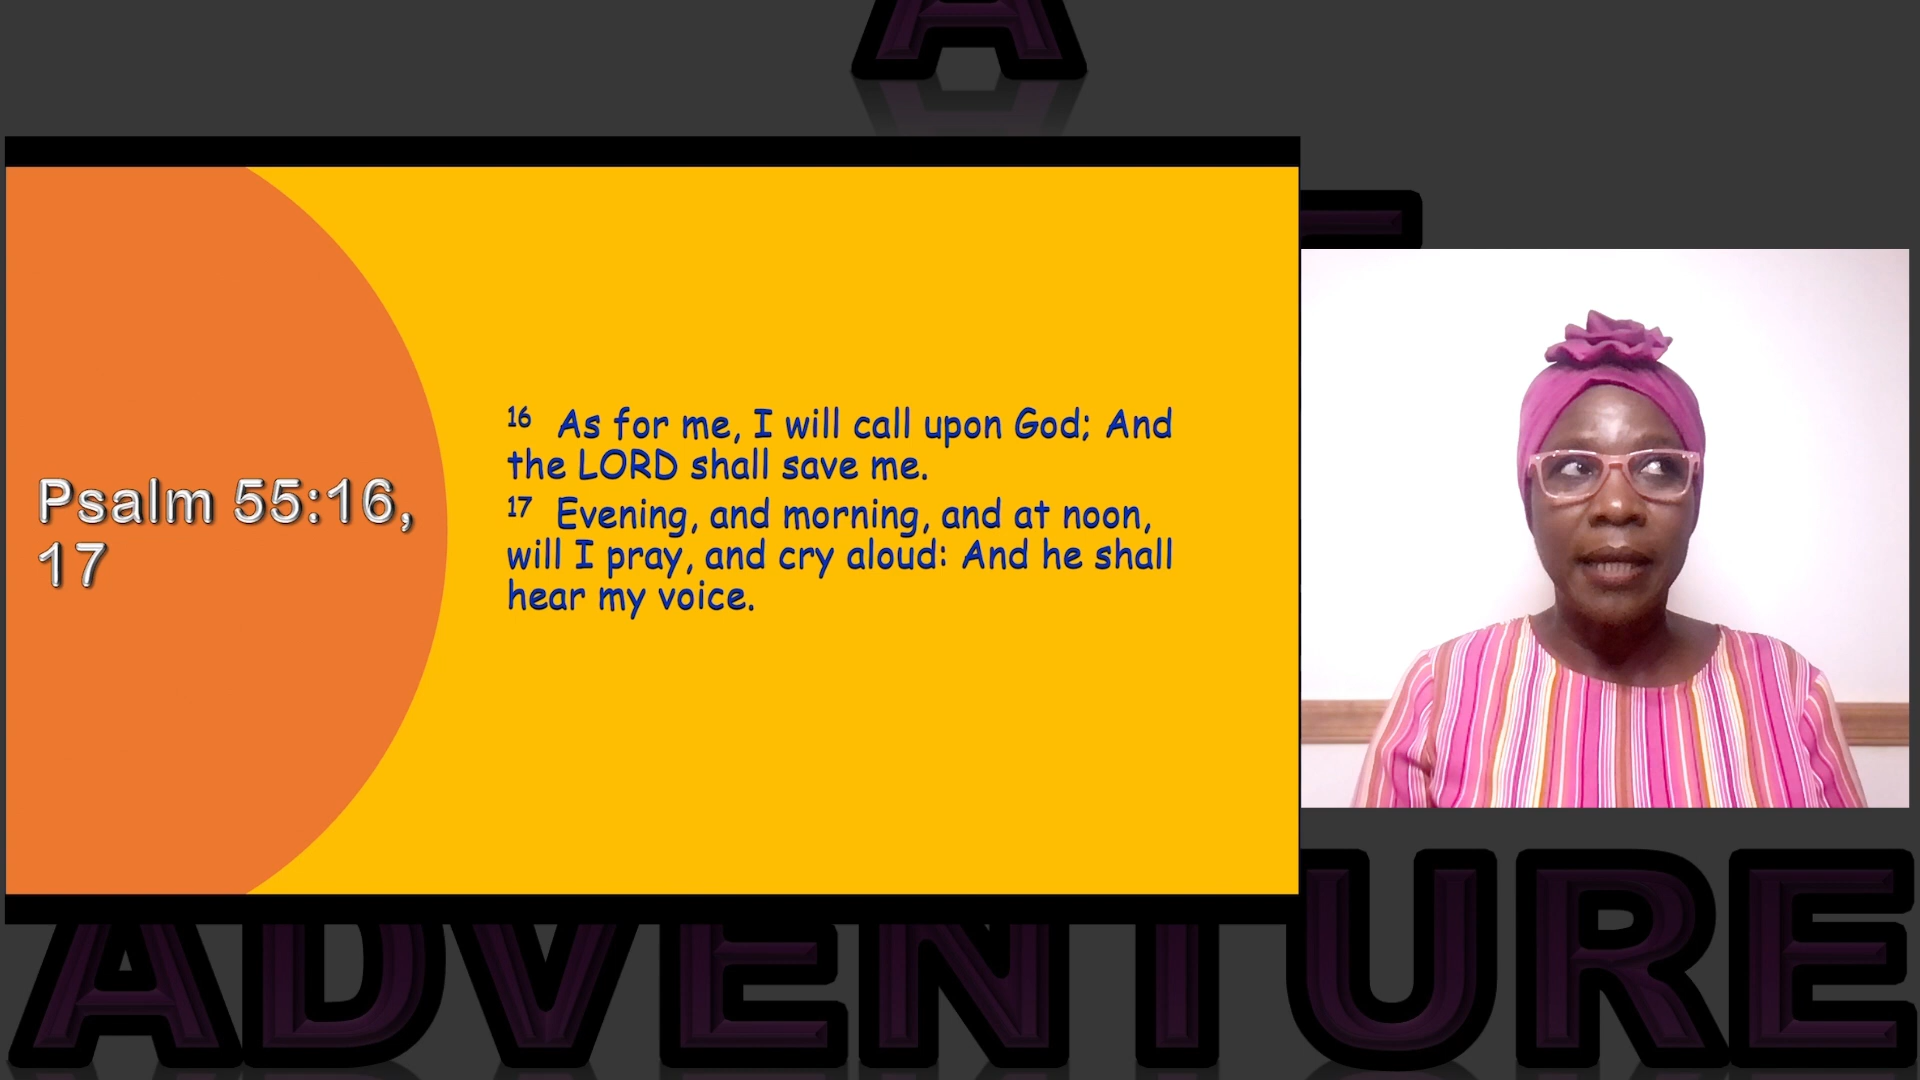 A
Psalm 55:16,
17
16 As for me, I will call upon God; And
the LORD shall save me.
17 Evening, and morning, and at noon,
will I pray, and cry aloud: And he shall
hear my voice.
ADVENTURE